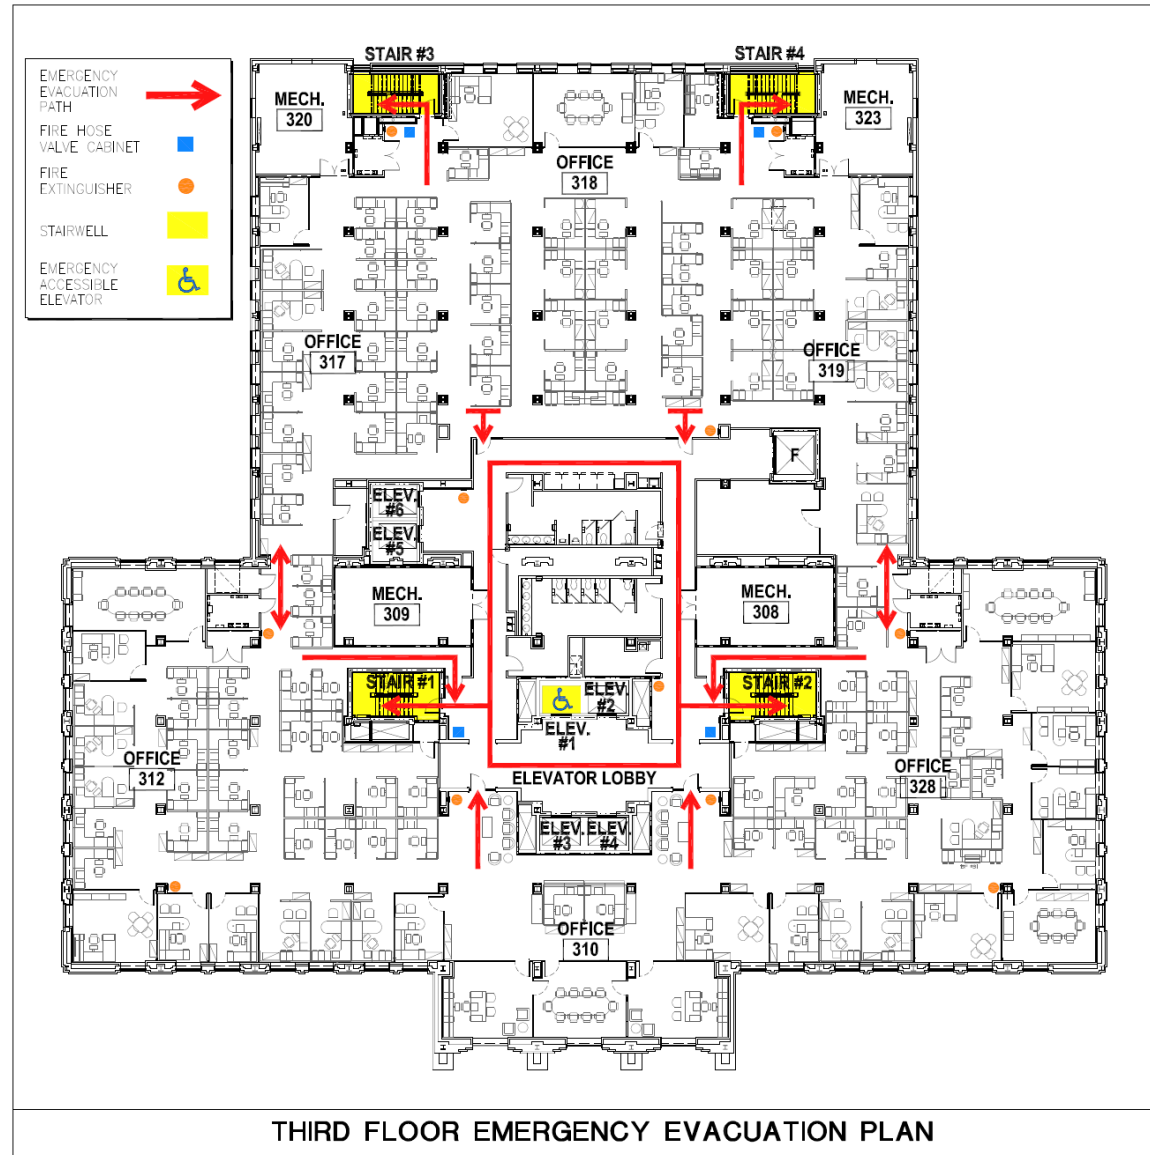 STAIR #3
STAIR #4
EMERGENCY
EVACUATION
PATH
FIRE HOSE
VALVE CABINET
FIRE
EXTINGUISHER
STAIRWELL
EMERGENCY
ACCESSIBLE
ELEVATOR
MECH.
320
MECH.
323
OFFICE
318
OFFICE
317
OFFICE
319
F
ELEV.
#6
ELEV.
#5
MECH.
309
MECH.
308
STAIR #1
STAIR #2
ELEV.
#2
ELEV.
#1
OFFICE
312
ELEVATOR LOBBY
OFFICE
328
ELEV.
#3
ELEV.
#4
OFFICE
310
THIRD FLOOR EMERGENCY EVACUATION PLAN